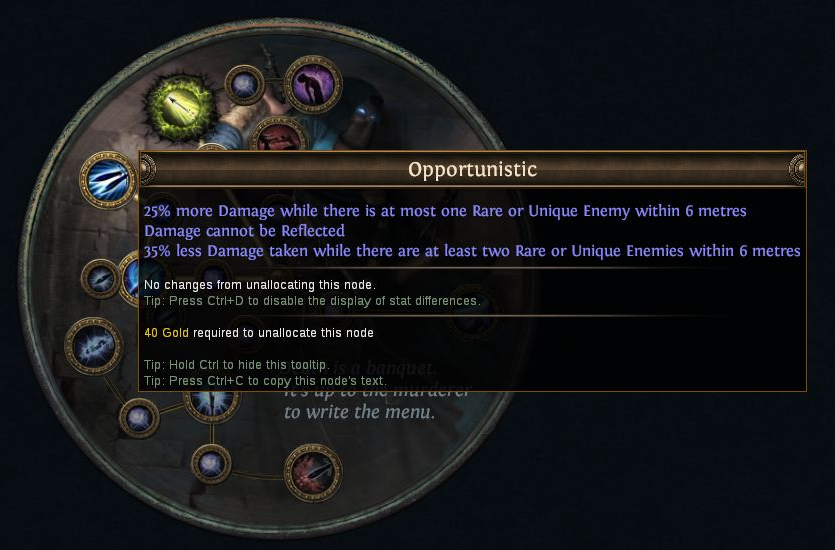 Opportunistic
25% more Damage while there is at most one Rare or Unique Enemy within 6 metres
Damage cannot be Reflected
35% less Damage taken while there are at least two Rare or Unique Enemies within 6 metres
No changes from unallocating this node.
Tip: Press Ctrl+D to disable the display of stat differences.
40 Gold required to unallocate this node
Tip: Hold Ctrl to hide this tooltip.
is a banquet.
Tip: Press Ctrl+C to copy this node's text.
It's up to the murderer
to write the menu.